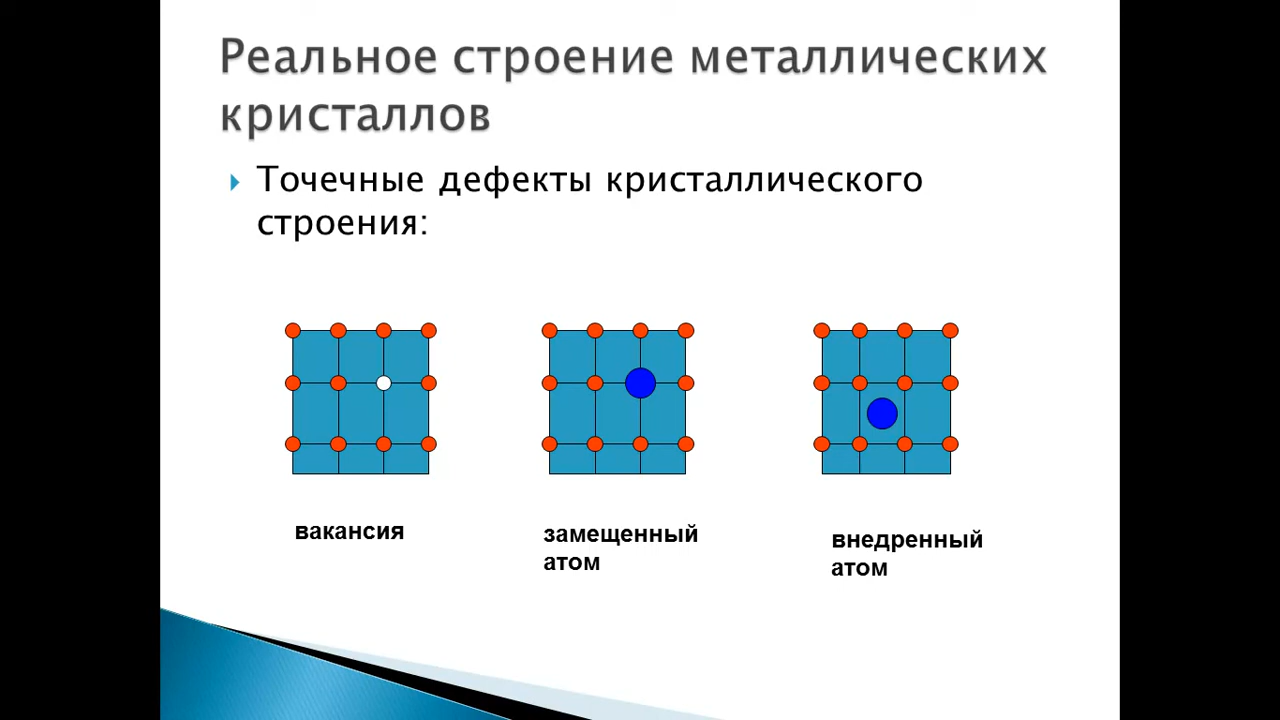 Реальное строение металлических
кристаллов
Точечные дефекты кристаллического
строения:
вакансия
замещенный
атом
внедренный
атом